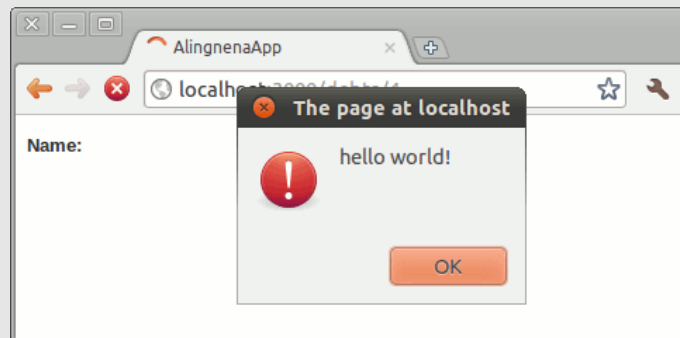 AlingnenaApp
localhost
The page at localhost
Name:
hello world!
OK